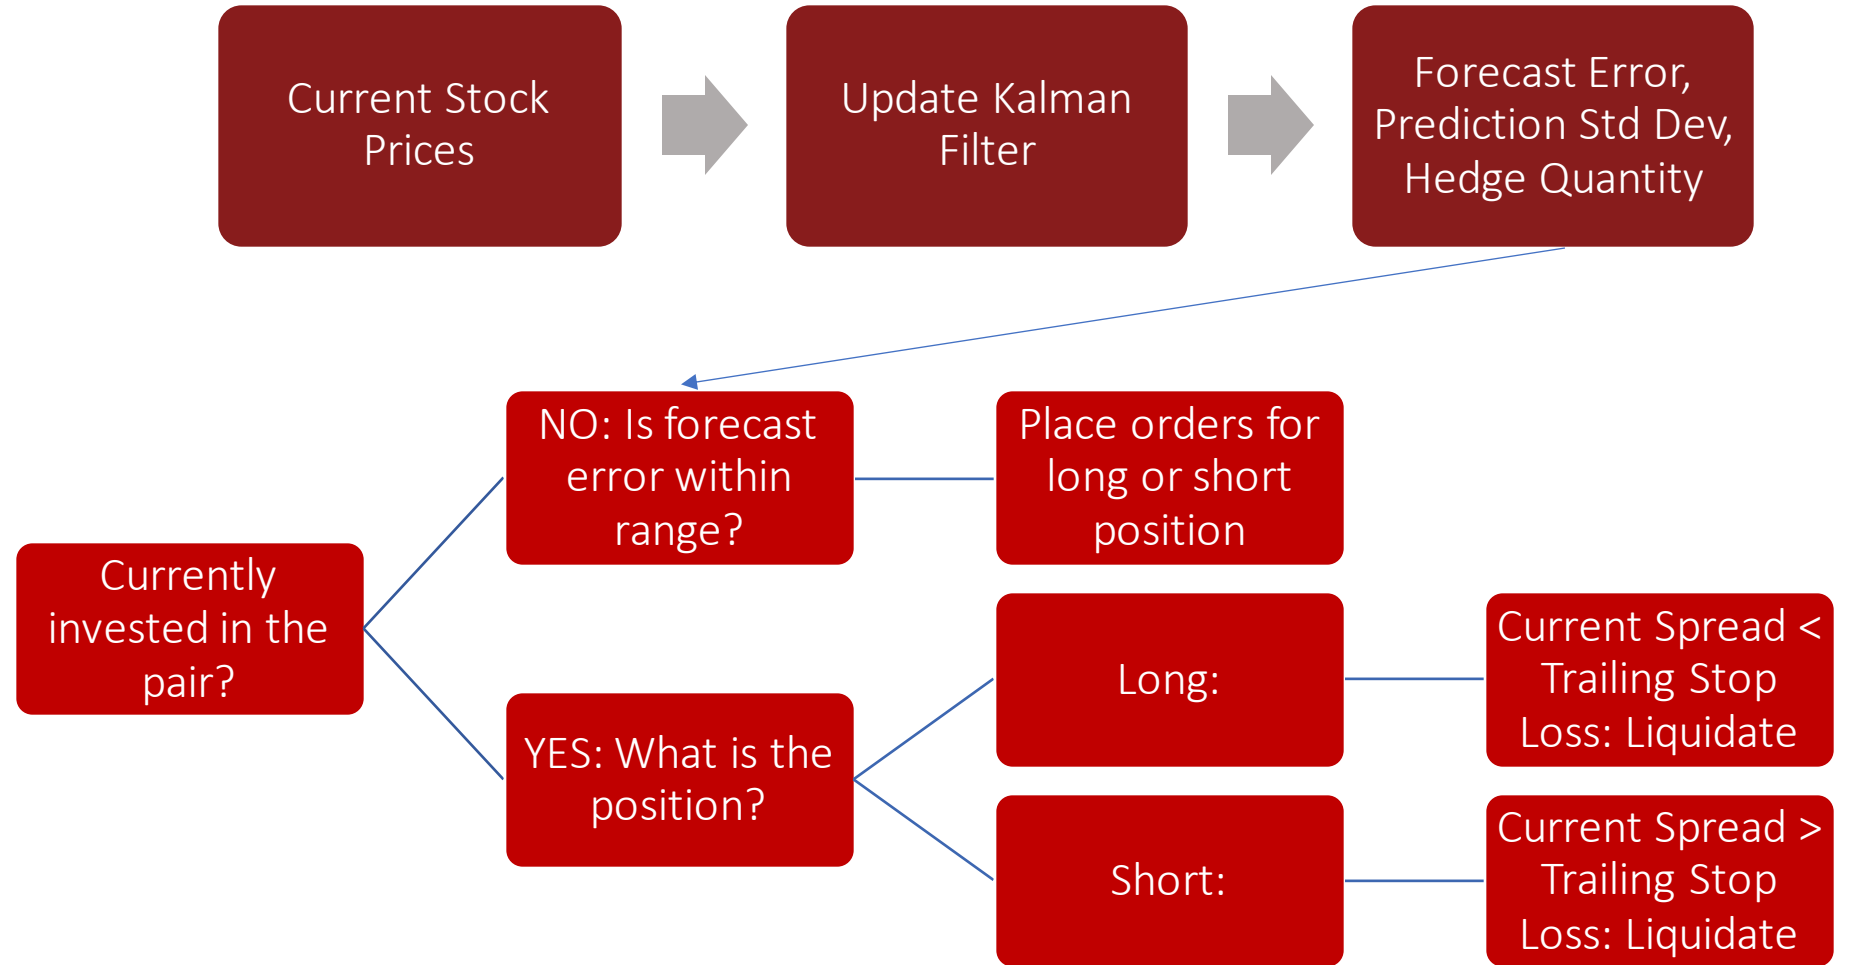 Current Stock
Prices
Update Kalman
Filter
Forecast Error,
Prediction Std Dev,
Hedge Quantity
Currently
invested in the
pair?
NO: Is forecast
error within
range?
Place orders for
long or short
position
YES: What is the
position?
Long:
Current Spread <
Trailing Stop
Loss: Liquidate
Short:
Current Spread >
Trailing Stop
Loss: Liquidate